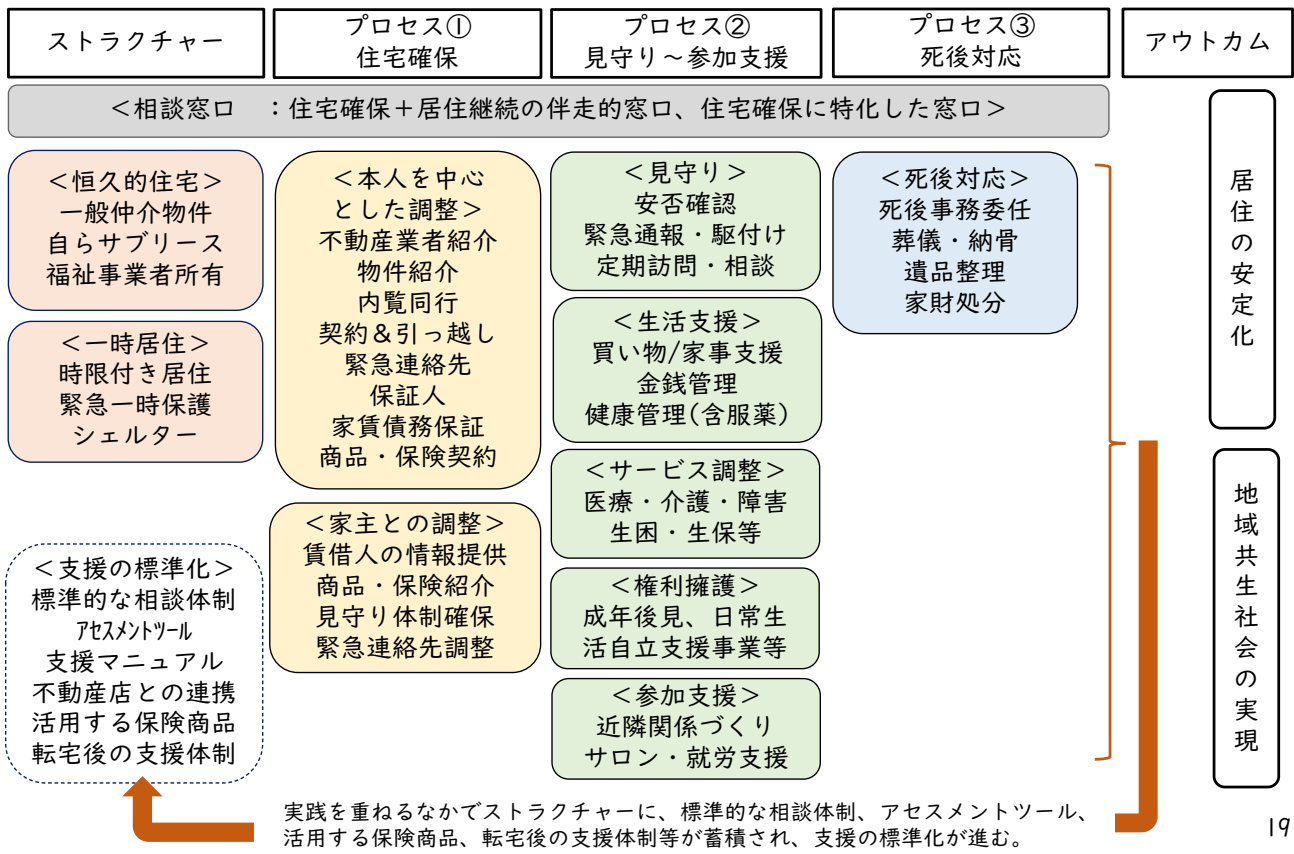 ストラクチャー
プロセス①
住宅確保
プロセス②
見守り～参加支援
プロセス③
死後対応
アウトカム
＜相談窓口　：住宅確保＋居住継続の伴走的窓口、住宅確保に特化した窓口＞
＜恒久的住宅＞
一般仲介物件
自らサブリース
福祉事業者所有
＜一時居住＞
時限付き居住
緊急一時保護
シェルター
＜支援の標準化＞
標準的な相談体制
ｱｾｽﾒﾝﾄﾂｰﾙ
支援マニュアル
不動産店との連携
活用する保険商品
転宅後の支援体制
＜本人を中心
とした調整＞
不動産業者紹介
物件紹介
内覧同行
契約＆引っ越し
緊急連絡先
保証人
家賃債務保証
商品・保険契約
＜家主との調整＞
賃借人の情報提供
商品・保険紹介
見守り体制確保
緊急連絡先調整
＜見守り＞
安否確認
緊急通報・駆付け
定期訪問・相談
＜生活支援＞
買い物/家事支援
金銭管理
健康管理(含服薬)
＜サービス調整＞
医療・介護・障害
生困・生保等
＜権利擁護＞
成年後見、日常生
活自立支援事業等
＜参加支援＞
近隣関係づくり
サロン・就労支援
＜死後対応＞
死後事務委任
葬儀・納骨
遺品整理
家財処分
居住の安定化
地域共生社会の実現
実践を重ねるなかでストラクチャーに、標準的な相談体制、アセスメントツール、
活用する保険商品、転宅後の支援体制等が蓄積され、支援の標準化が進む。
19